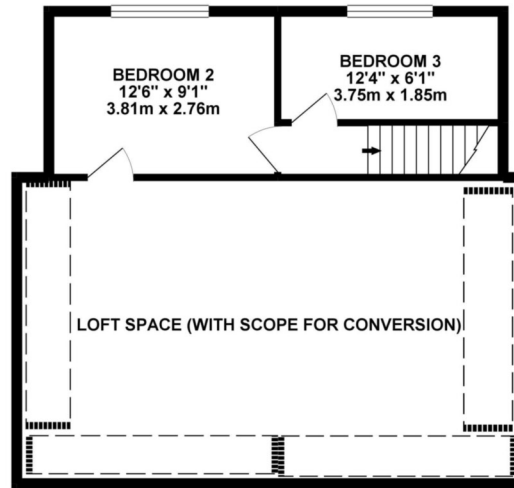 BEDROOM 2
12'6" x 9'1"
3.81m x 2.76m
BEDROOM 3
12'4" x 6'1"
3.75m x 1.85m
LOFT SPACE (WITH SCOPE FOR CONVERSION)